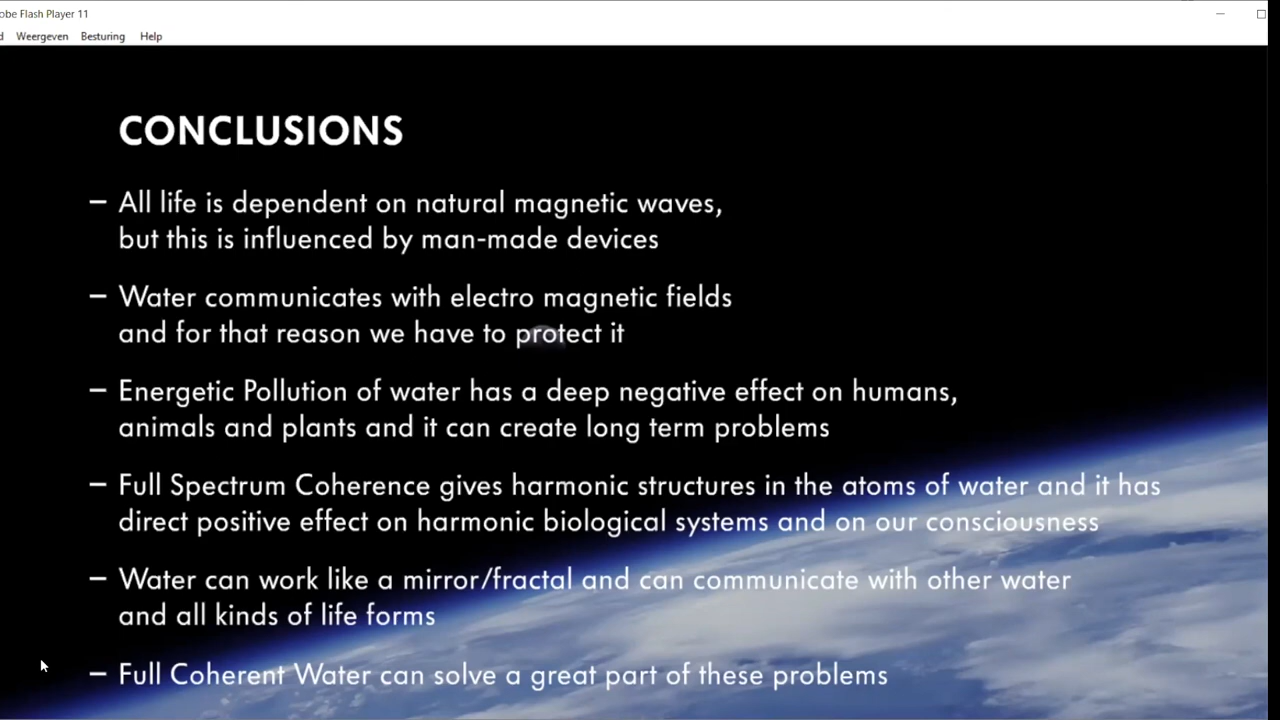 obe Flash Player 11
d Weergeven Besturing Help
CONCLUSIONS
– All life is dependent on natural magnetic waves,
but this is influenced by man-made devices
– Water communicates with electro magnetic fields
and for that reason we have to protect it
– Energetic Pollution of water has a deep negative effect on humans,
animals and plants and it can create long term problems
– Full Spectrum Coherence gives harmonic structures in the atoms of water and it has
direct positive effect on harmonic biological systems and on our consciousness
– Water can work like a mirror/fractal and can communicate with other water
and all kinds of life forms
– Full Coherent Water can solve a great part of these problems